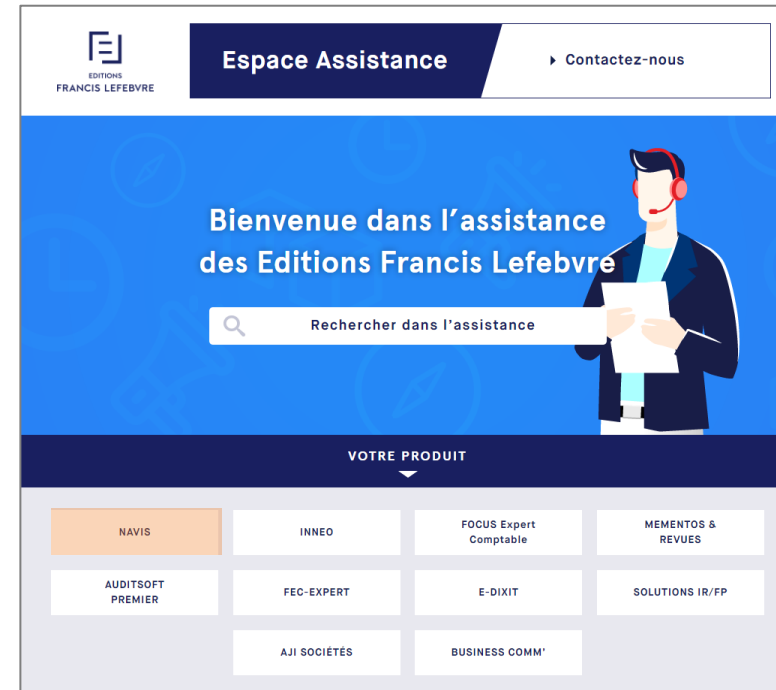 EDITIONS
FRANCIS LEFEBVRE
Espace Assistance
Contactez-nous
Bienvenue dans l’assistance
des Editions Francis Lefebvre
Rechercher dans l’assistance
VOTRE PRODUIT
NAVIS
INNEO
FOCUS Expert
Comptable
MEMENTOS &
REVUES
AUDITSOFT
PREMIER
FEC-EXPERT
E-DIXIT
SOLUTIONS IR/FP
AJI SOCIÉTÉS
BUSINESS COMM'